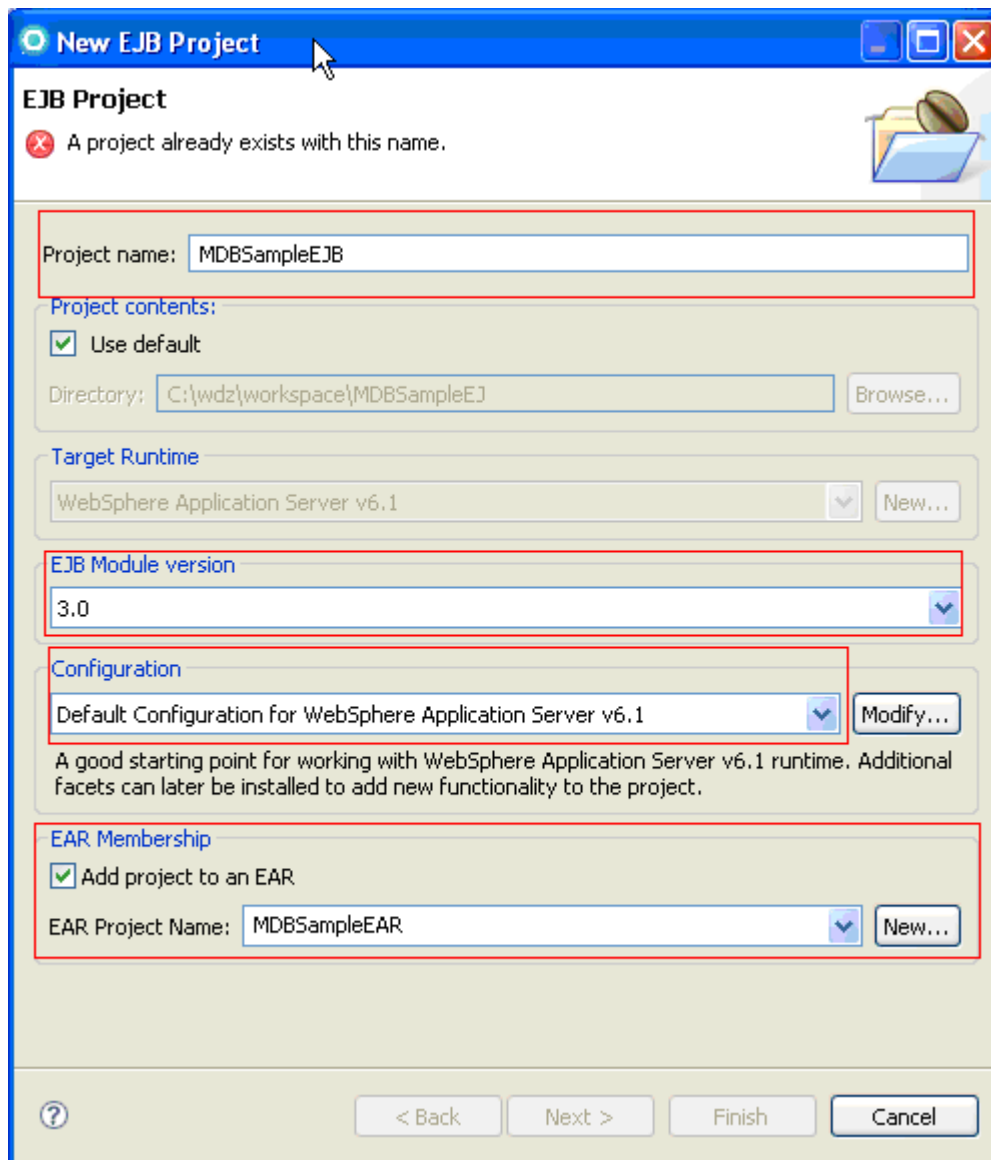 New EJB Project
EJB Project
A project already exists with this name.
Project name: MDBSampleEJB
Project contents:
Use default
Directory: C:\wdz\workspace\MDBSampleEJ Browse...
Target Runtime
WebSphere Application Server v6.1 New...
EJB Module version
3.0
Configuration
Default Configuration for WebSphere Application Server v6.1 Modify...
A good starting point for working with WebSphere Application Server v6.1 runtime. Additional
facets can later be installed to add new functionality to the project.
EAR Membership
Add project to an EAR
EAR Project Name: MDBSampleEAR New...
? < Back Next > Finish Cancel